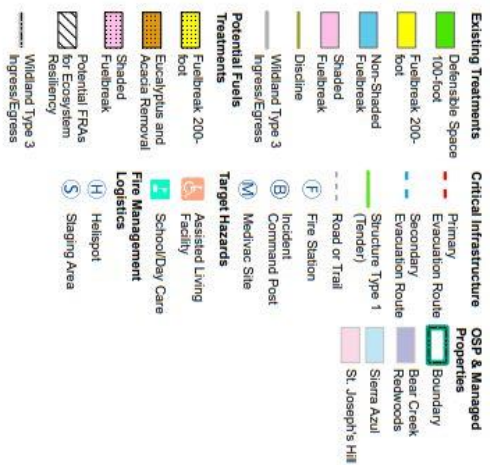 Existing Treatments
Defensible Space
100-foot
Fuelbreak 200-
foot
Non-Shaded
Fuelbreak
Shaded
Fuelbreak
Discline
Wildland Type 3
Ingress/Egress
Potential Fuels
Treatments
Fuelbreak 200-
foot
Eucalyptus and
Acacia Removal
Shaded
Fuelbreak
Potential FRAs
for Ecosystem
Resiliency
Wildland Type 3
Ingress/Egress
Critical Infrastructure
Primary
Evacuation Route
Secondary
Evacuation Route
Structure Type 1
(Tender)
Road or Trail
F Fire Station
B Incident
Command Post
M Medivac Site
Target Hazards
Assisted Living
Facility
School/Day Care
Fire Management
Logistics
H Helispot
S Staging Area
OSP & Managed
Properties
Boundary
Bear Creek
Redwoods
Sierra Azul
St. Joseph's Hill